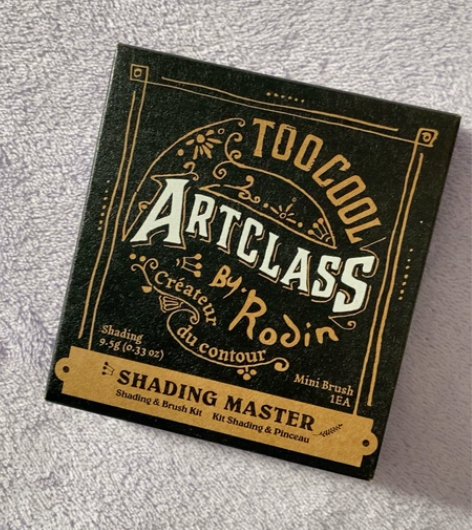 TOO COOL
ARTCLASS
By. Rodin
Créateur
du contour
Shading
9.5g (0.33 oz)
Mini Brush
1EA
SHADING MASTER
Shading & Brush Kit Kit Shading & Pinceau